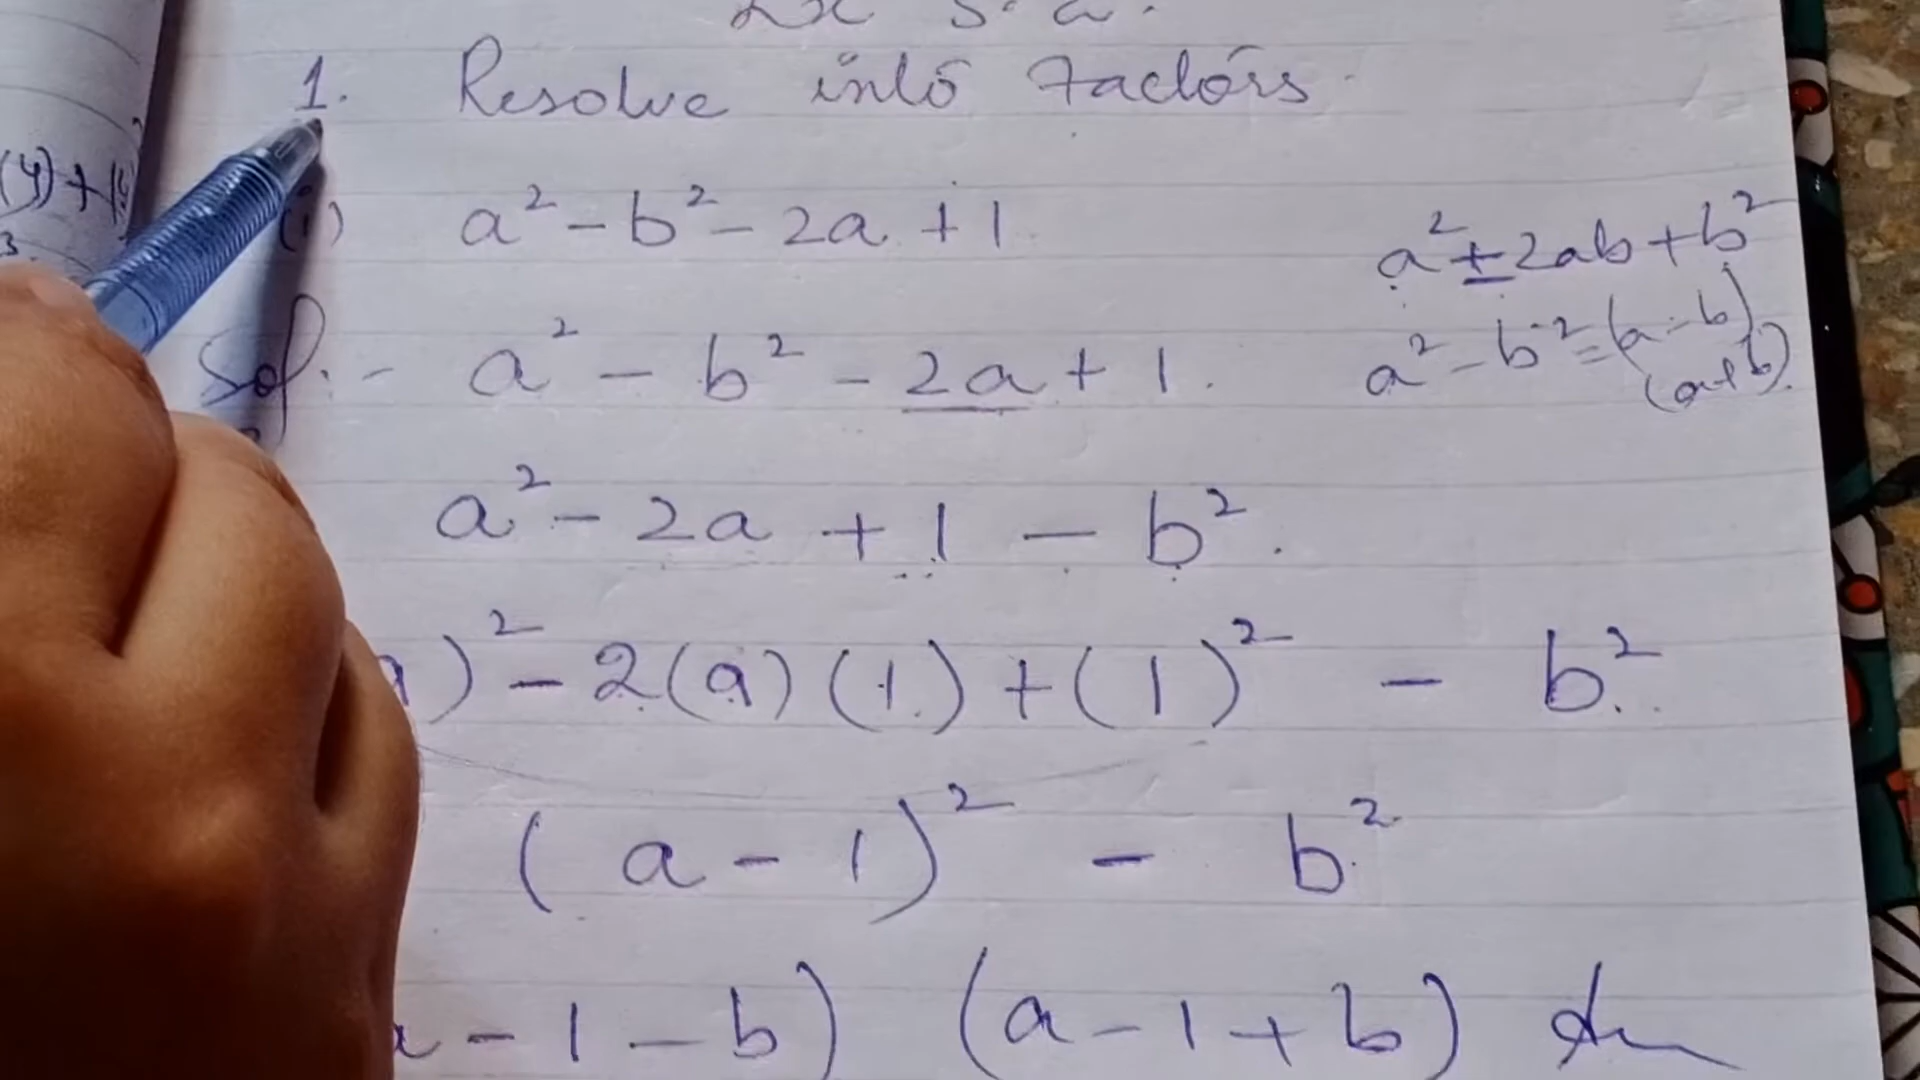 1. Resolve into Factors.
(i) a² - b² - 2a + 1
a² ± 2ab + b²
Sol:- a² - b² - 2a + 1.
a² - b² = (a - b)
(a+b).
a² - 2a + 1 - b².
)² - 2(a)(1) + (1)² - b²
(a - 1)² - b²
- 1 - b) (a - 1 + b)
(y) +